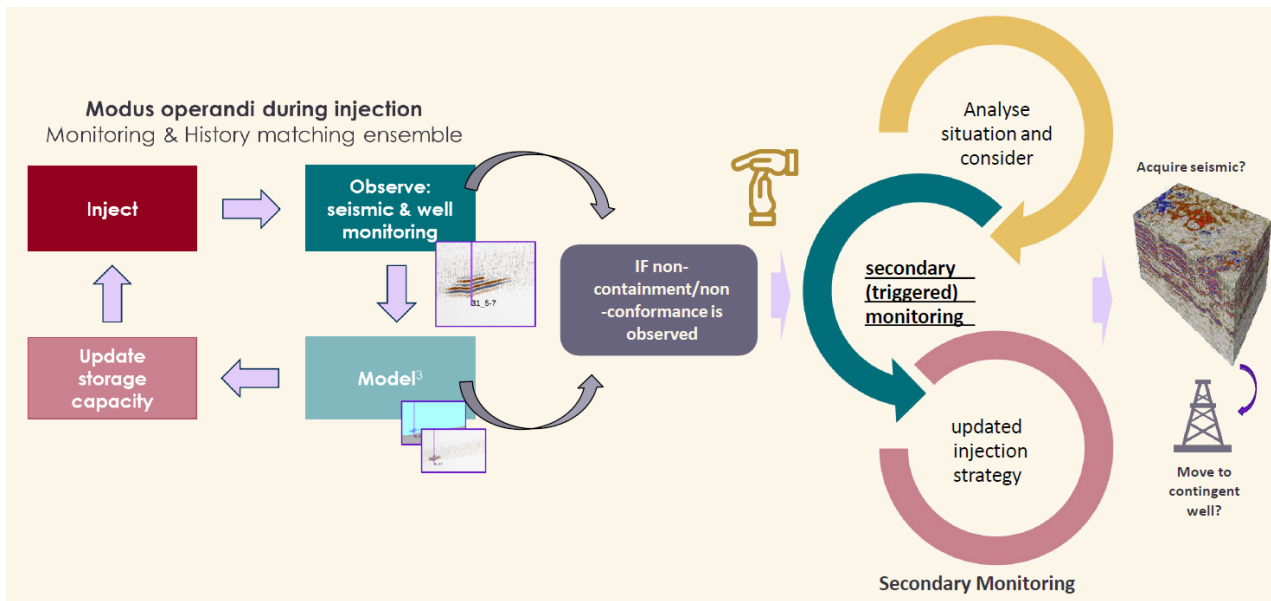 Modus operandi during injection
Monitoring & History matching ensemble
Inject
Observe:
seismic & well
monitoring
31_5-7
Model³
Update
storage
capacity
IF non-
containment/non
-conformance is
observed
Analyse
situation and
consider
secondary
(triggered)
monitoring
updated
injection
strategy
Secondary Monitoring
Acquire seismic?
Move to
contingent
well?